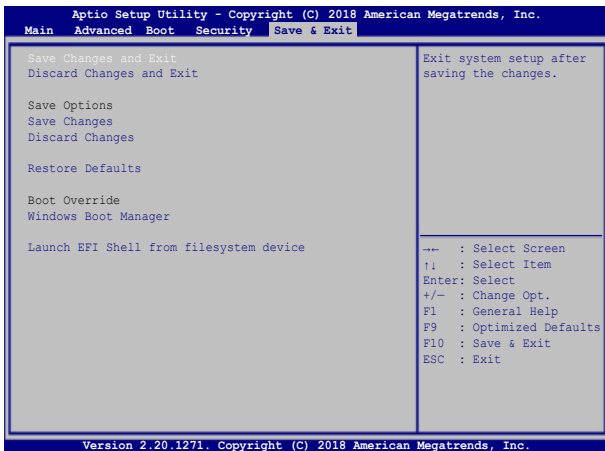 Aptio Setup Utility - Copyright (C) 2018 American Megatrends, Inc.
Main Advanced Boot Security Save & Exit
Save Changes and Exit
Discard Changes and Exit
Save Options
Save Changes
Discard Changes
Restore Defaults
Boot Override
Windows Boot Manager
Launch EFI Shell from filesystem device
Exit system setup after
saving the changes.
→← : Select Screen
↑↓ : Select Item
Enter: Select
+/— : Change Opt.
F1 : General Help
F9 : Optimized Defaults
F10 : Save & Exit
ESC : Exit
Version 2.20.1271. Copyright (C) 2018 American Megatrends, Inc.